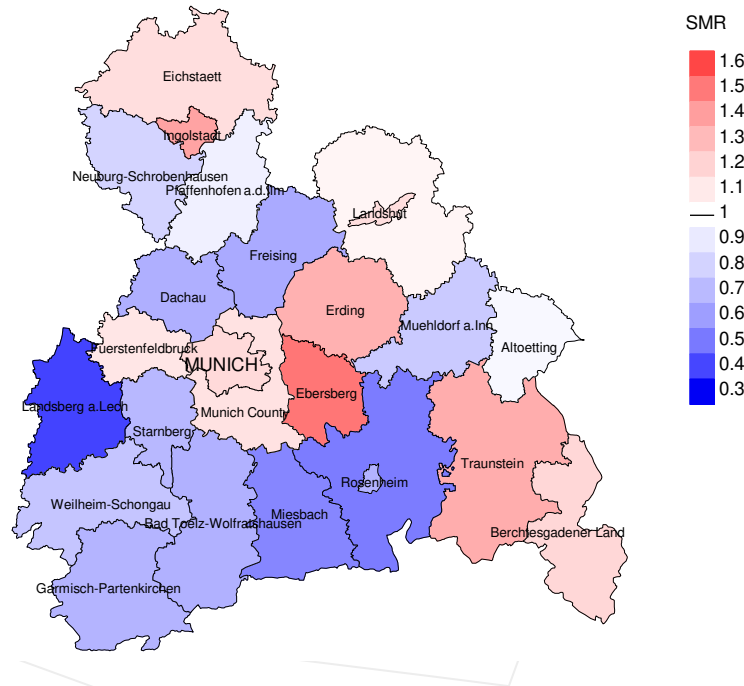 SMR
1.6
1.5
1.4
1.3
1.2
1.1
1
0.9
0.8
0.7
0.6
0.5
0.4
0.3
Eichstaett
Ingolstadt
Neuburg-Schrobenhausen
Pfaffenhofen a.d.Ilm
Landshut
Freising
Dachau
Erding
Muehldorf a.Inn
Altoetting
Fuerstenfeldbruck
MUNICH
Ebersberg
Landsberg a.Lech
Munich County
Starnberg
Traunstein
Rosenheim
Weilheim-Schongau
Miesbach
Bad Toelz-Wolfratshausen
Berchtesgadener Land
Garmisch-Partenkirchen